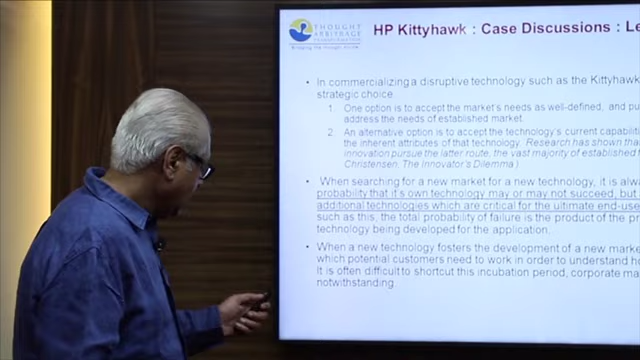 THOUGHT
ARBITRAGE
Bridging the thought divide
HP Kittyhawk : Case Discussions : Le
• In commercializing a disruptive technology such as the Kittyhawk
strategic choice
1 One option is to accept the market's needs as well-defined, and pu
address the needs of established market.
2 An alternative option is to accept the technology's current capabiliti
the inherent attributes of that technology. Research has shown that
innovation pursue the latter route, the vast majority of established f
Christensen, The Innovator's Dilemma)
• When searching for a new market for a new technology, it is alwa
probability that it's own technology may or may not succeed, but
additional technologies which are critical for the ultimate end-use
such as this, the total probability of failure is the product of the pr
technology being developed for the application.
• When a new technology fosters the development of a new market
which potential customers need to work in order to understand ho
It is often difficult to shortcut this incubation period, corporate ma
notwithstanding.